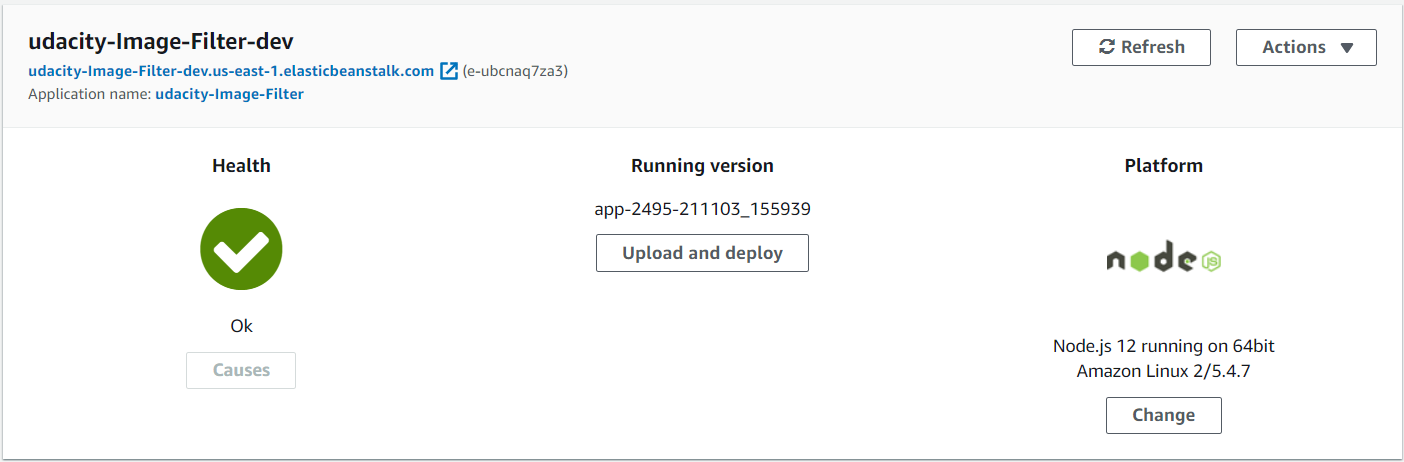 udacity-Image-Filter-dev
udacity-Image-Filter-dev.us-east-1.elasticbeanstalk.com (e-ubcnaq7za3)
Application name: udacity-Image-Filter
Refresh
Actions
Health
Ok
Causes
Running version
app-2495-211103_155939
Upload and deploy
Platform
node JS
Node.js 12 running on 64bit
Amazon Linux 2/5.4.7
Change